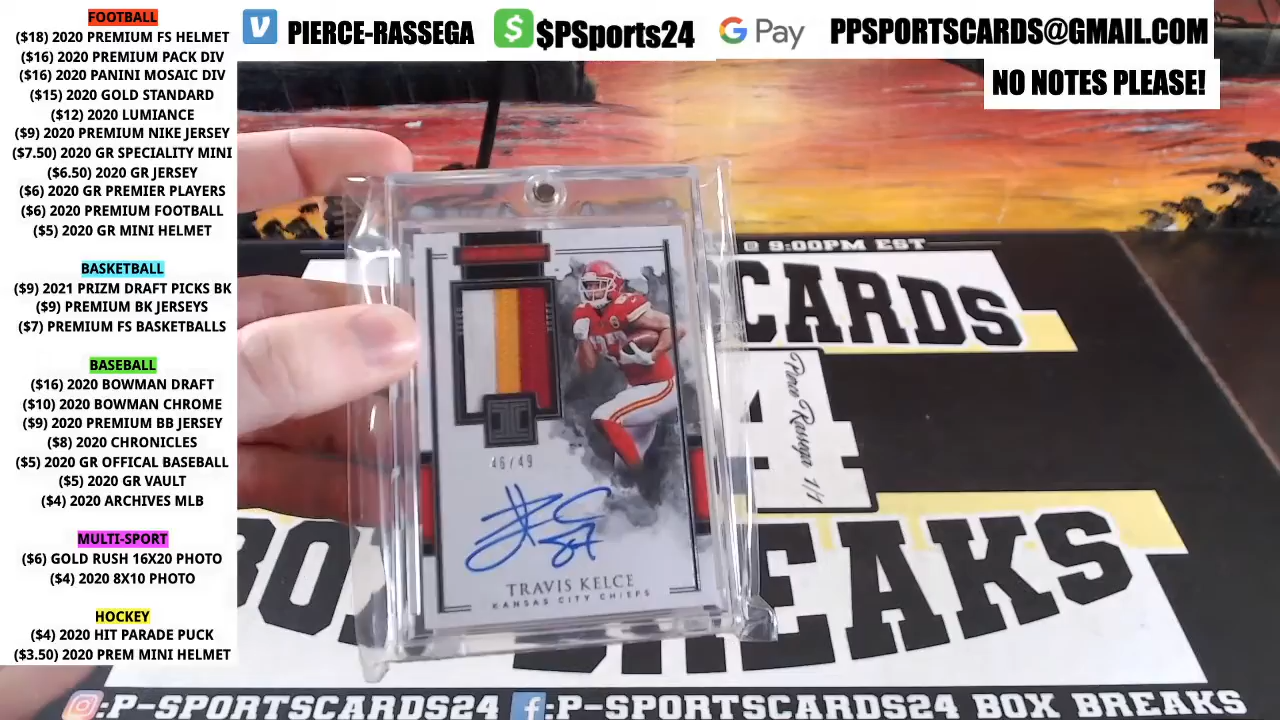 FOOTBALL
($18) 2020 PREMIUM FS HELMET
($16) 2020 PREMIUM PACK DIV
($16) 2020 PANINI MOSAIC DIV
($15) 2020 GOLD STANDARD
($12) 2020 LUMIANCE
($9) 2020 PREMIUM NIKE JERSEY
($7.50) 2020 GR SPECIALITY MINI
($6.50) 2020 GR JERSEY
($6) 2020 GR PREMIER PLAYERS
($6) 2020 PREMIUM FOOTBALL
($5) 2020 GR MINI HELMET
BASKETBALL
($9) 2021 PRIZM DRAFT PICKS BK
($9) PREMIUM BK JERSEYS
($7) PREMIUM FS BASKETBALLS
BASEBALL
($16) 2020 BOWMAN DRAFT
($10) 2020 BOWMAN CHROME
($9) 2020 PREMIUM BB JERSEY
($8) 2020 CHRONICLES
($5) 2020 GR OFFICAL BASEBALL
($5) 2020 GR VAULT
($4) 2020 ARCHIVES MLB
MULTI-SPORT
($6) GOLD RUSH 16X20 PHOTO
($4) 2020 8X10 PHOTO
HOCKEY
($4) 2020 HIT PARADE PUCK
($3.50) 2020 PREM MINI HELMET
PIERCE-RASSEGA $PSports24 G Pay PPSPORTSCARDS@GMAIL.COM
NO NOTES PLEASE!
@ 9:00PM EST
CARDS
4
1/1
46/49
87
TRAVIS KELCE
KANSAS CITY CHIEFS
BO
BREAKS
:P-SPORTSCARDS24 f:P-SPORTSCARDS24 BOX BREAKS